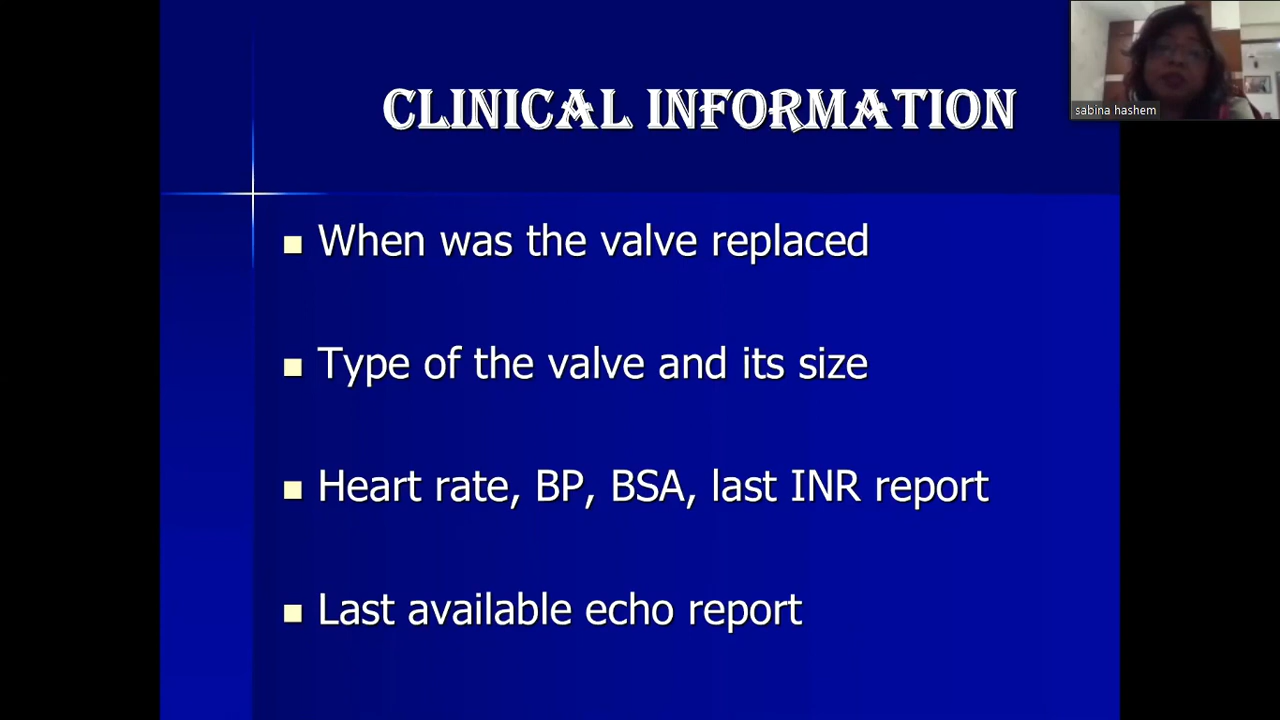 CLINICAL INFORMATION
sabina hashem
When was the valve replaced
Type of the valve and its size
Heart rate, BP, BSA, last INR report
Last available echo report